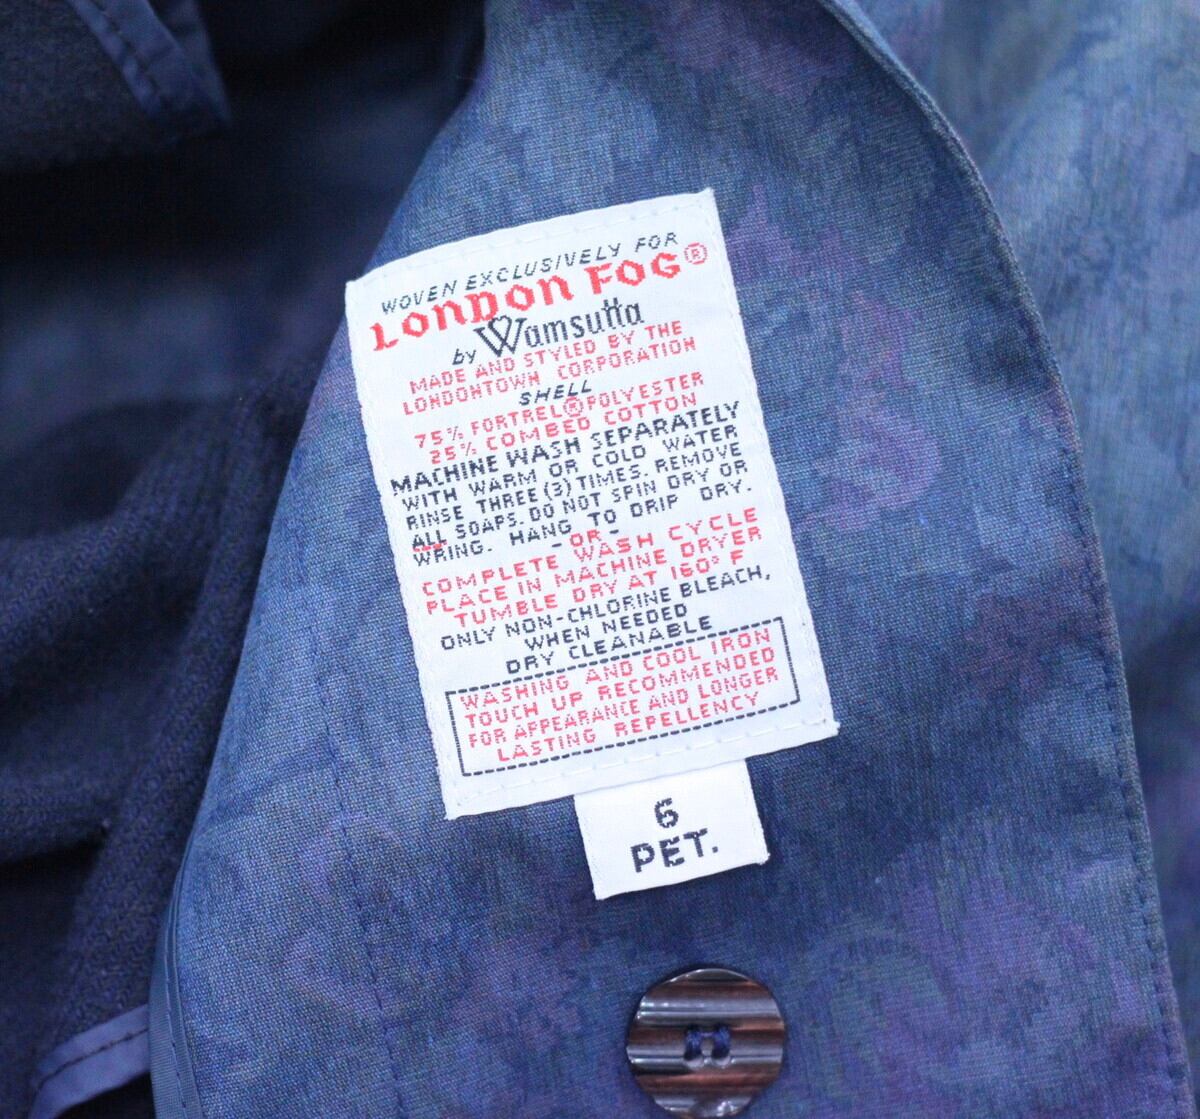 WOVEN EXCLUSIVELY FOR
LONDON FOG®
by Wamsutta
MADE AND STYLED BY THE
LONDONTOWN CORPORATION
SHELL
75% FORTREL® POLYESTER
25% COMBED COTTON
MACHINE WASH SEPARATELY
WITH WARM OR COLD WATER
RINSE THREE (3) TIMES. REMOVE
ALL SOAPS. DO NOT SPIN DRY OR
WRING. HANG TO DRIP DRY.
-OR-
COMPLETE WASH CYCLE
PLACE IN MACHINE DRYER
TUMBLE DRY AT 160° F
ONLY NON-CHLORINE BLEACH,
WHEN NEEDED
DRY CLEANABLE
WASHING AND COOL IRON
TOUCH UP RECOMMENDED
FOR APPEARANCE AND LONGER
LASTING REPELLENCY
6
PET.